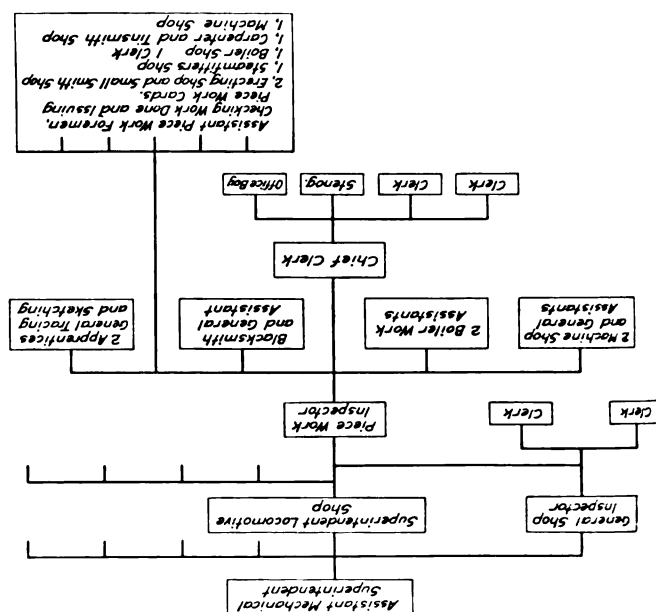 Assistant Mechanical
Superintendent
General Shop
Inspector
Superintendent Locomotive
Shop
Clerk
Clerk
Piece Work
Inspector
2 Machine Shop
and General
Assistants
2 Boiler Work
Assistants
Blacksmith
and General
Assistant
2 Apprentices
General Tracing
and Sketching
Chief Clerk
Clerk
Clerk
Stenog.
Office Boy
Assistant Piece Work Foremen,
Checking Work Done and Issuing
Piece Work Cards.
2, Erecting Shop and Small Smith Shop
1, Steamfitters Shop
1, Boiler Shop 1 Clerk
1, Carpenter and Tinsmith Shop
1, Machine Shop